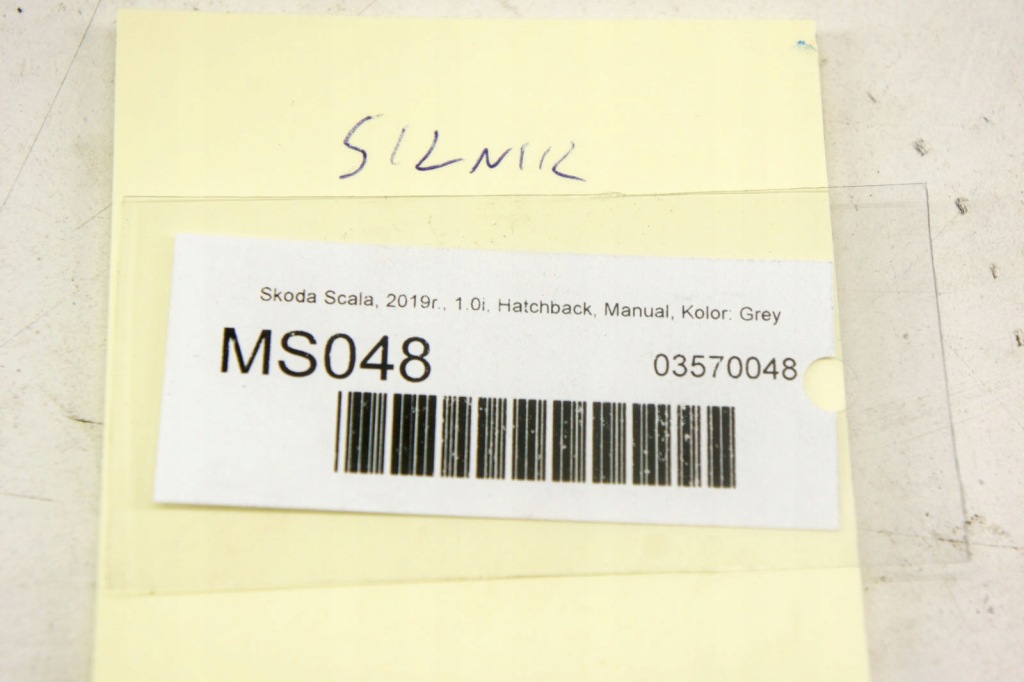 SILNIK
Skoda Scala, 2019r., 1.0i, Hatchback, Manual, Kolor: Grey
MS048
03570048